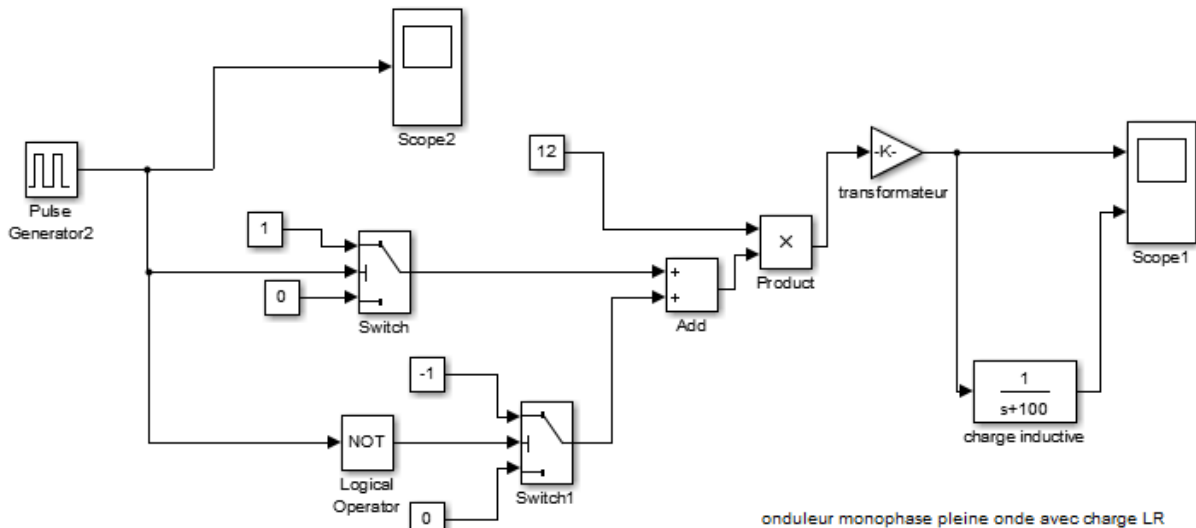 Scope2
12
-K-
transformateur
Pulse
Generator2
1
0
Switch
+
+
Add
×
Product
Scope1
-1
NOT
Logical
Operator
0
Switch1
1
s+100
charge inductive
onduleur monophase pleine onde avec charge LR